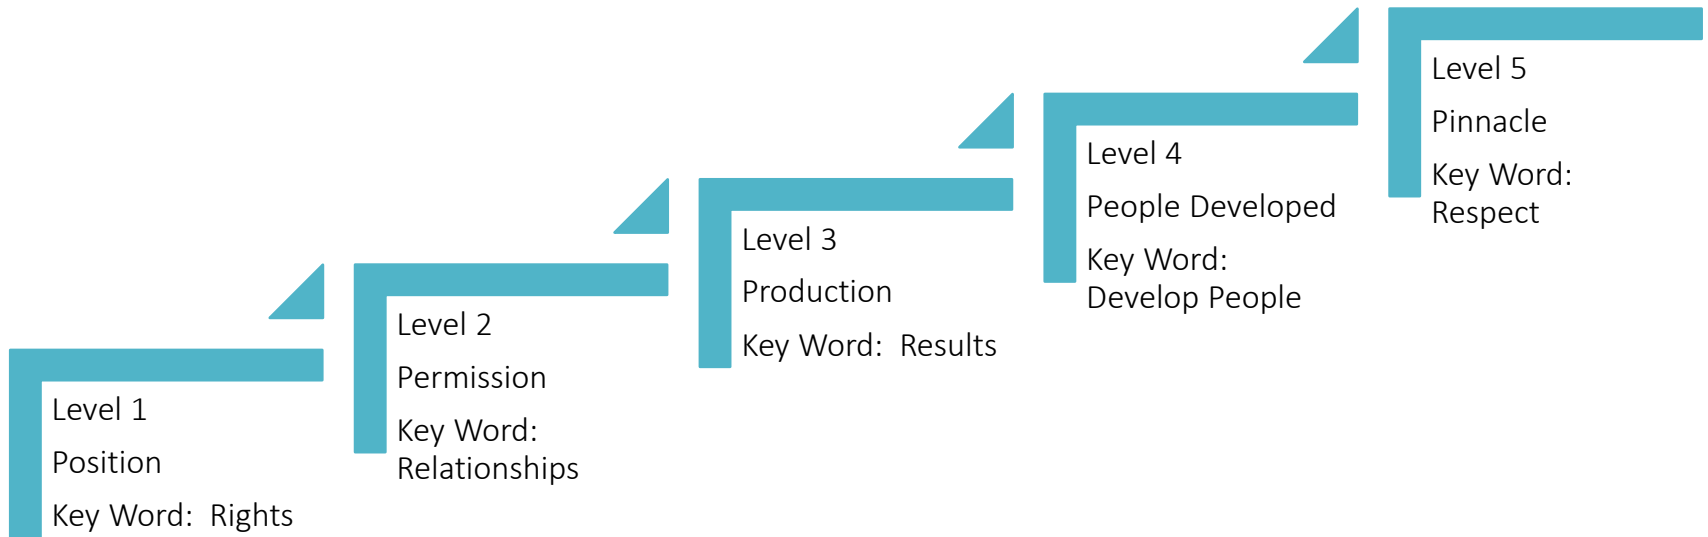 Level 1
Position
Key Word:  Rights
Level 2
Permission
Key Word:
Relationships
Level 3
Production
Key Word:  Results
Level 4
People Developed
Key Word:
Develop People
Level 5
Pinnacle
Key Word:
Respect